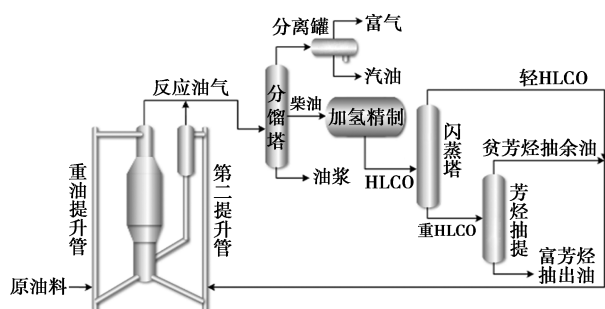 分离罐
富气
汽油
反应油气
分馏塔
柴油
加氢精制
油浆
HLCO
闪蒸塔
轻HLCO
重HLCO
贫芳烃抽余油
芳烃抽提
富芳烃
抽出油
重油提升管
第二提升管
原油料